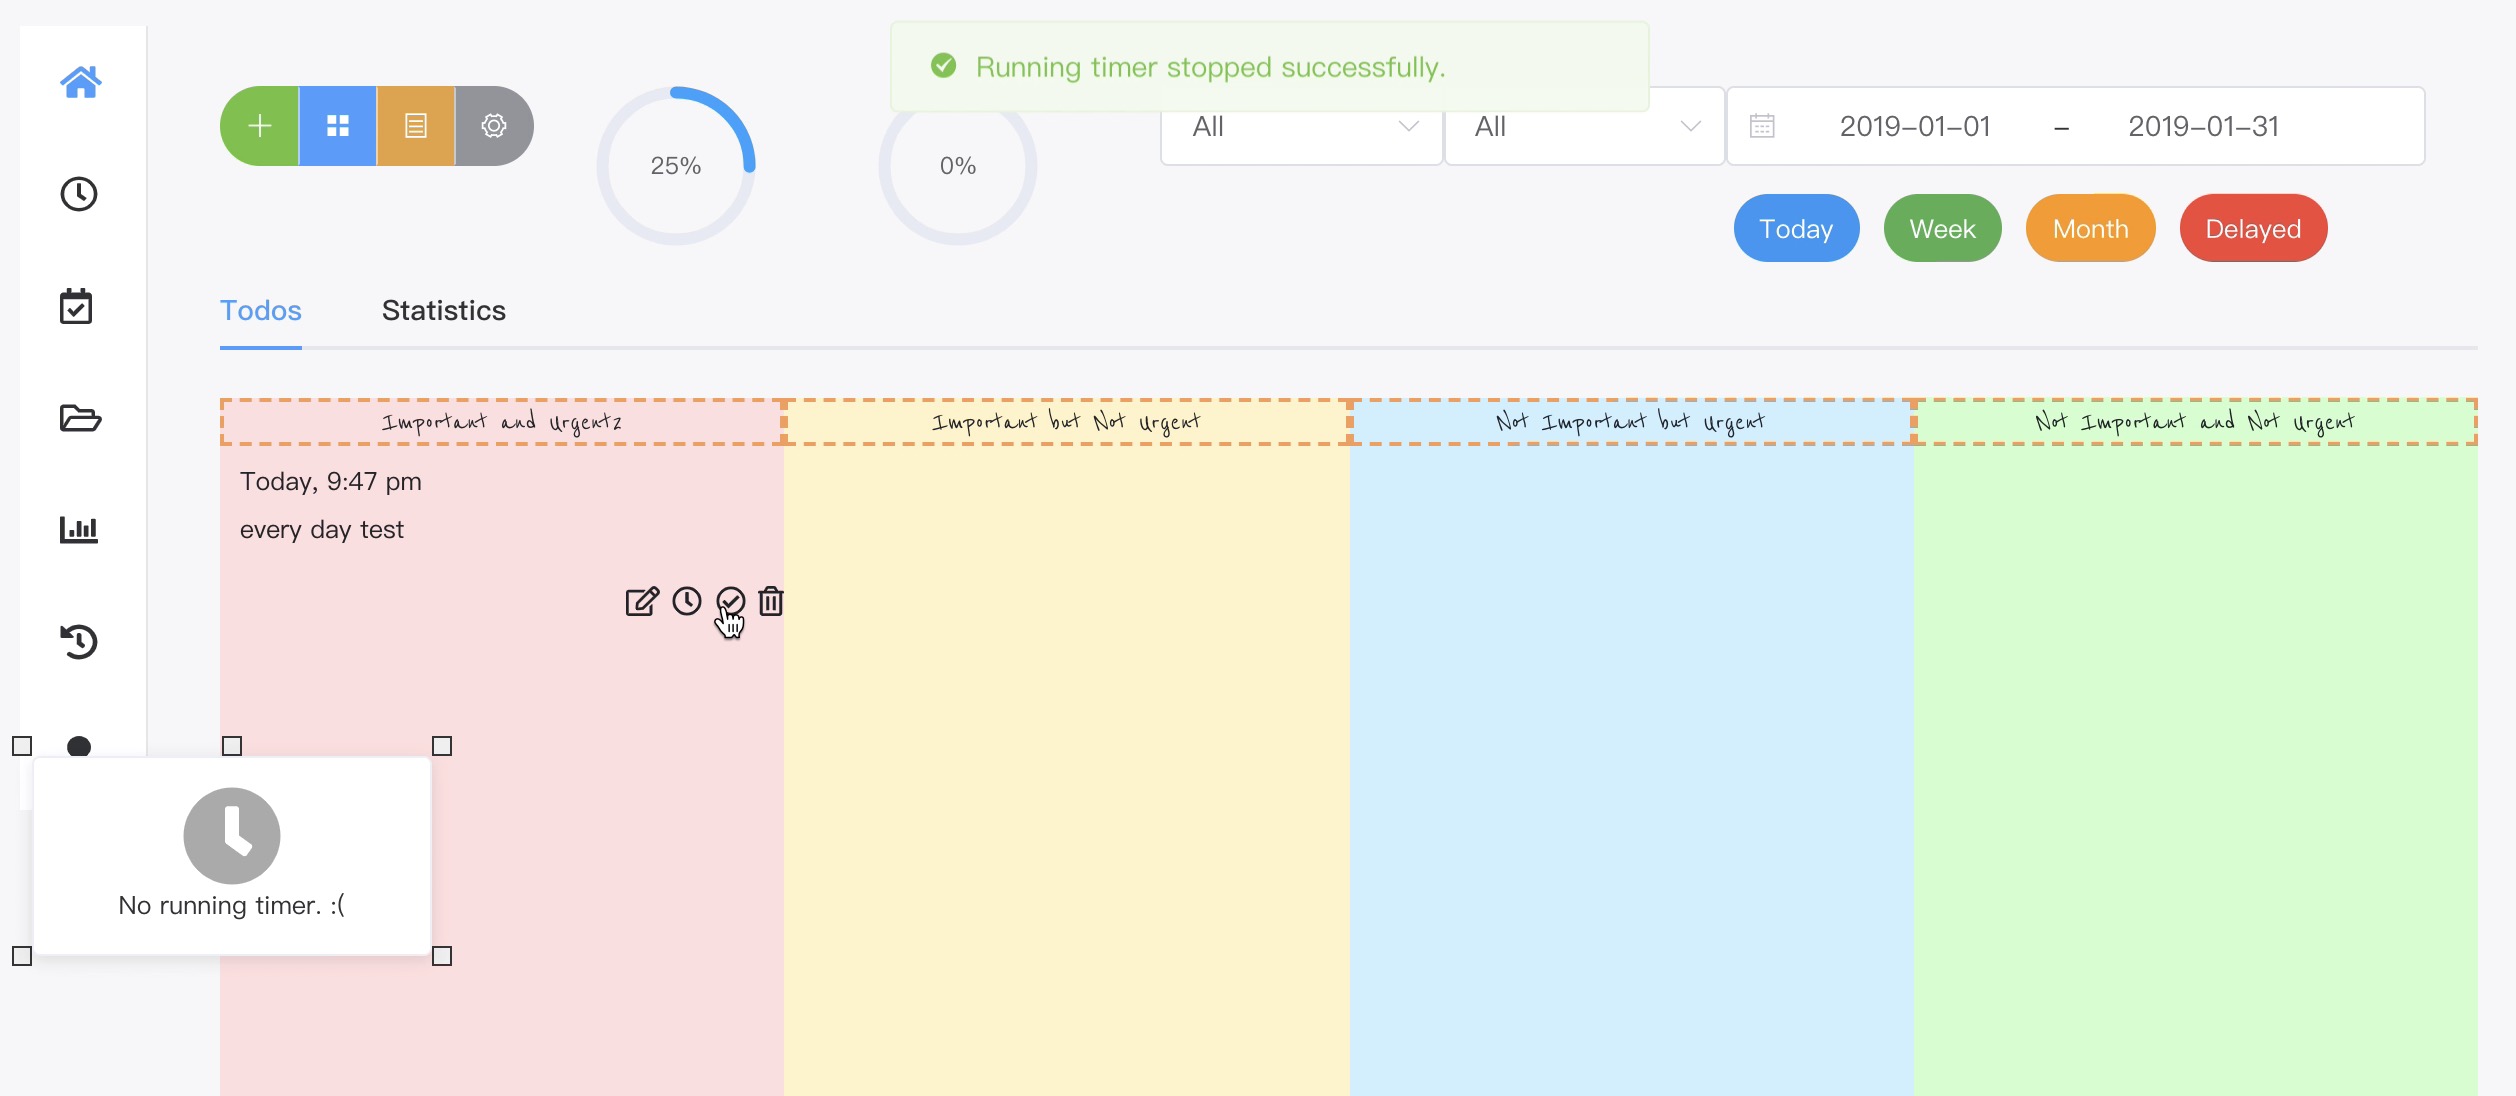 Running timer stopped successfully.
All
All
2019-01-01 – 2019-01-31
25%
0%
Today
Week
Month
Delayed
Todos
Statistics
Important and Urgentz
Important but Not Urgent
Not Important but Urgent
Not Important and Not Urgent
Today, 9:47 pm
every day test
No running timer. :(